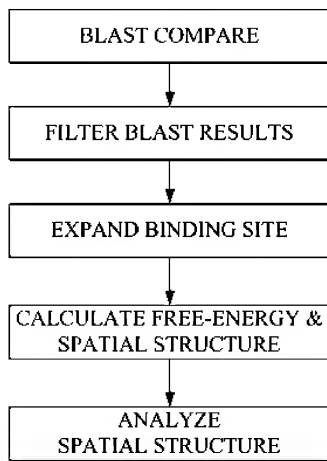 BLAST COMPARE
FILTER BLAST RESULTS
EXPAND BINDING SITE
CALCULATE FREE-ENERGY &
SPATIAL STRUCTURE
ANALYZE
SPATIAL STRUCTURE